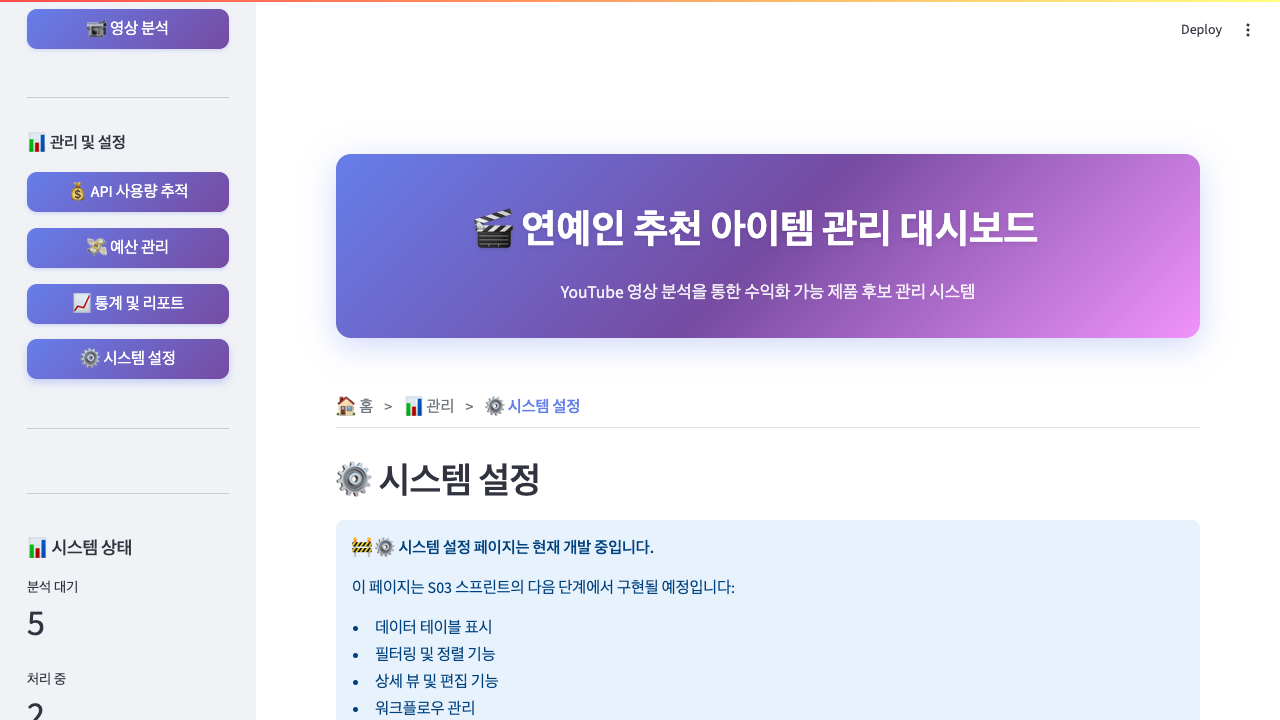 영상 분석
관리 및 설정
API 사용량 추적
예산 관리
통계 및 리포트
시스템 설정
시스템 상태
분석 대기
5
처리 중
2
Deploy
연예인 추천 아이템 관리 대시보드
YouTube 영상 분석을 통한 수익화 가능 제품 후보 관리 시스템
홈 > 관리 > 시스템 설정
시스템 설정
시스템 설정 페이지는 현재 개발 중입니다.
이 페이지는 S03 스프린트의 다음 단계에서 구현될 예정입니다:
• 데이터 테이블 표시
• 필터링 및 정렬 기능
• 상세 뷰 및 편집 기능
• 워크플로우 관리